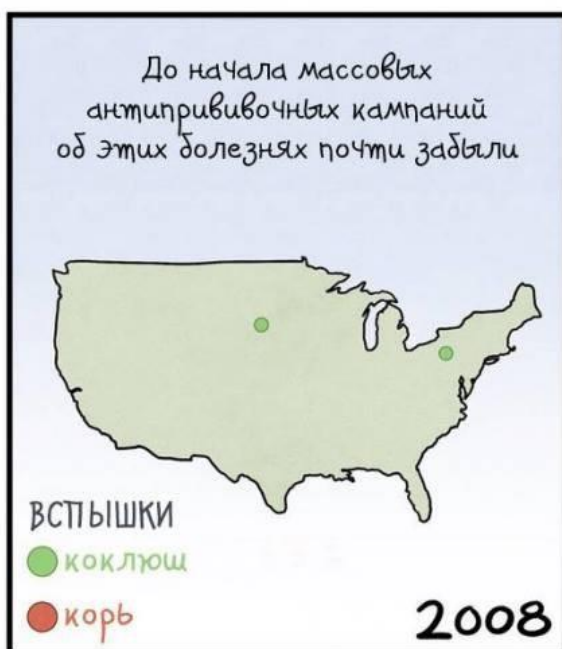 До начала массовых
антипрививочных кампаний
об этих болезнях почти забыли
ВСПЫШКИ
коклюш
корь
2008